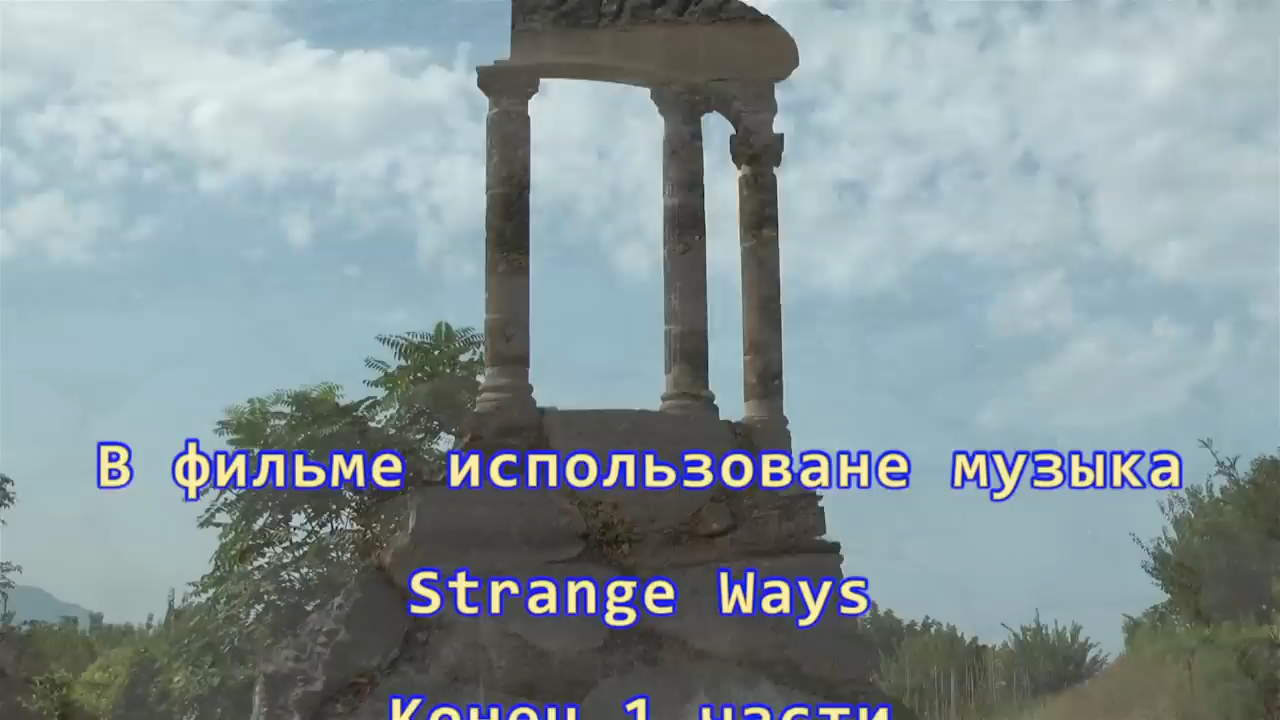 В фильме использоване музыка
Strange Ways
Конец 1 части